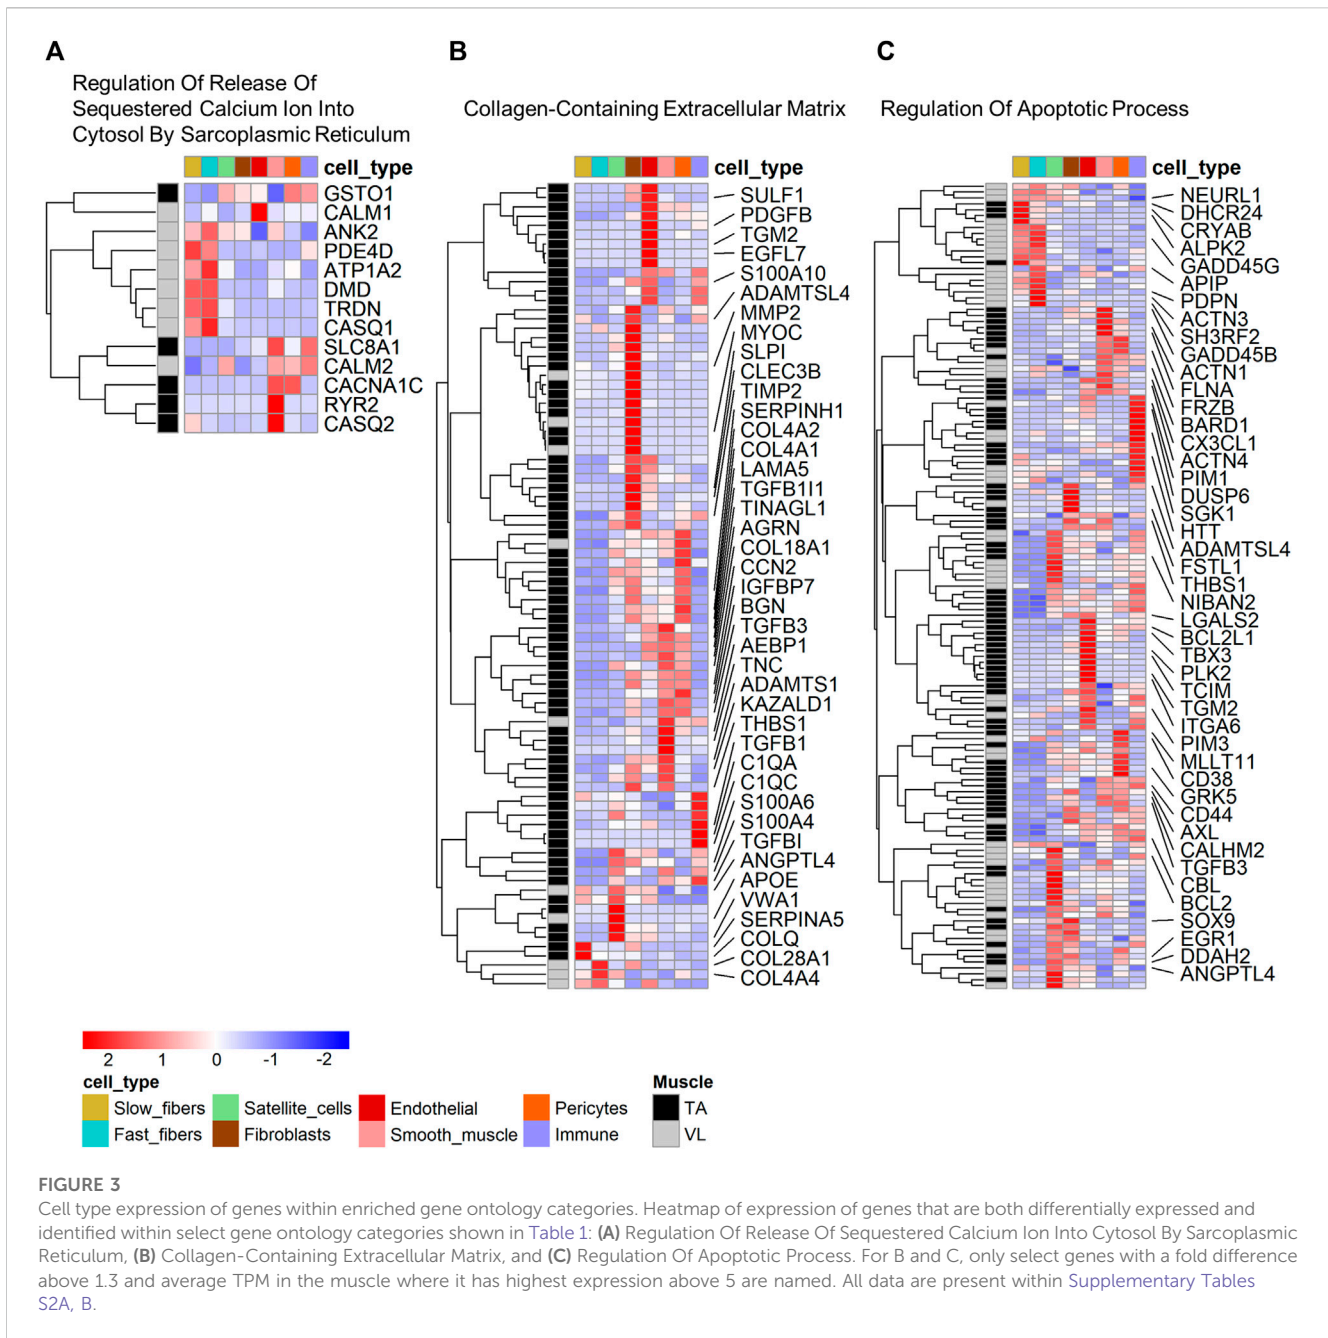 A
Regulation Of Release Of
Sequestered Calcium Ion Into
Cytosol By Sarcoplasmic Reticulum
cell_type
GSTO1
CALM1
ANK2
PDE4D
ATP1A2
DMD
TRDN
CASQ1
SLC8A1
CALM2
CACNA1C
RYR2
CASQ2
B
Collagen-Containing Extracellular Matrix
cell_type
SULF1
PDGFB
TGM2
EGFL7
S100A10
ADAMTSL4
MMP2
MYOC
SLPI
CLEC3B
TIMP2
SERPINH1
COL4A2
COL4A1
LAMA5
TGFB1I1
TINAGL1
AGRN
COL18A1
CCN2
IGFBP7
BGN
TGFB3
AEBP1
TNC
ADAMTS1
KAZALD1
THBS1
TGFB1
C1QA
C1QC
S100A6
S100A4
TGFBI
ANGPTL4
APOE
VWA1
SERPINA5
COLQ
COL28A1
COL4A4
C
Regulation Of Apoptotic Process
cell_type
NEURL1
DHCR24
CRYAB
ALPK2
GADD45G
APIP
PDPN
ACTN3
SH3RF2
GADD45B
ACTN1
FLNA
FRZB
BARD1
CX3CL1
ACTN4
PIM1
DUSP6
SGK1
HTT
ADAMTSL4
FSTL1
THBS1
NIBAN2
LGALS2
BCL2L1
TBX3
PLK2
TCIM
TGM2
ITGA6
PIM3
MLLT11
CD38
GRK5
CD44
AXL
CALHM2
TGFB3
CBL
BCL2
SOX9
EGR1
DDAH2
ANGPTL4
2 1 0 -1 -2
cell_type
Slow_fibers Satellite_cells Endothelial Pericytes
Fast_fibers Fibroblasts Smooth_muscle Immune
Muscle
TA
VL
FIGURE 3
Cell type expression of genes within enriched gene ontology categories. Heatmap of expression of genes that are both differentially expressed and
identified within select gene ontology categories shown in Table 1: (A) Regulation Of Release Of Sequestered Calcium Ion Into Cytosol By Sarcoplasmic
Reticulum, (B) Collagen-Containing Extracellular Matrix, and (C) Regulation Of Apoptotic Process. For B and C, only select genes with a fold difference
above 1.3 and average TPM in the muscle where it has highest expression above 5 are named. All data are present within Supplementary Tables
S2A, B.